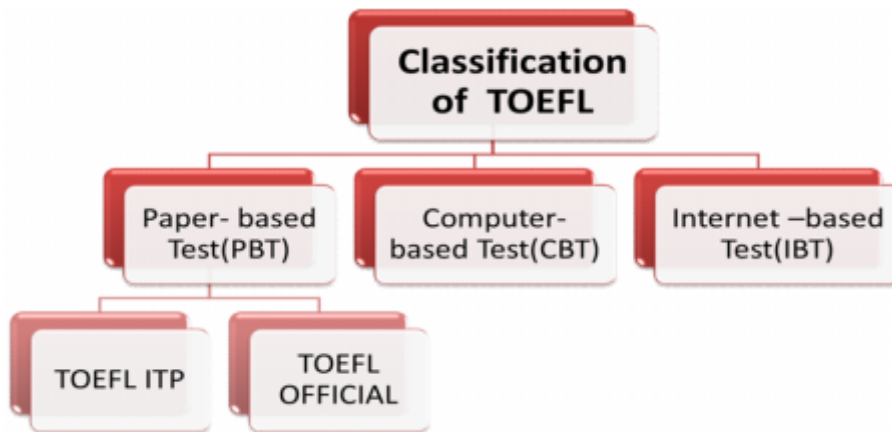 Classification
of TOEFL
Paper- based
Test(PBT)
Computer-
based Test(CBT)
Internet –based
Test(IBT)
TOEFL ITP
TOEFL
OFFICIAL